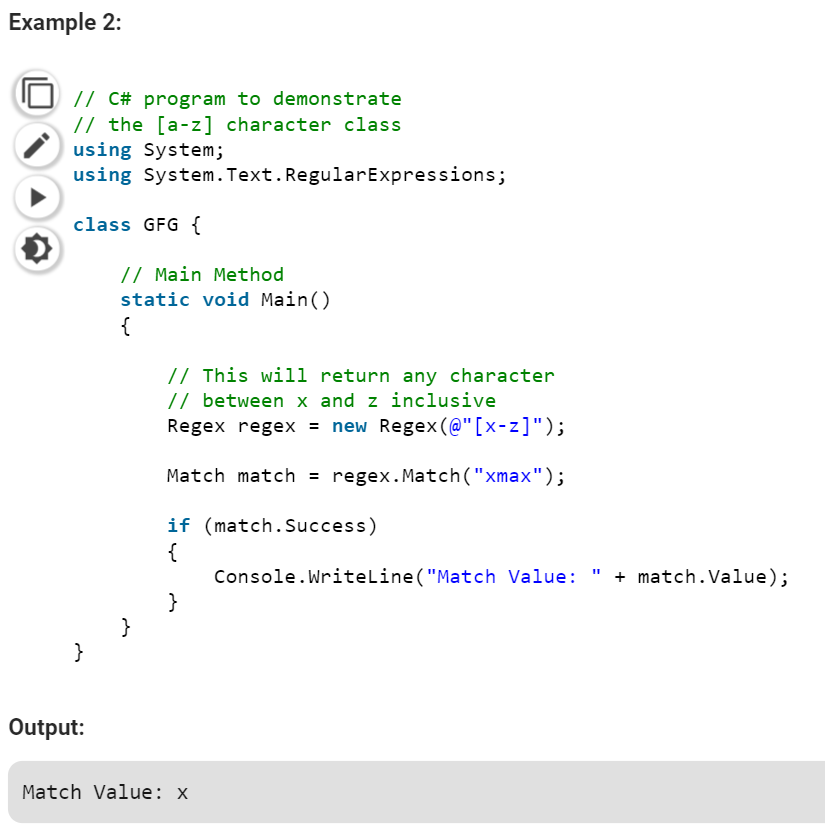 Example 2:
// C# program to demonstrate
// the [a-z] character class
using System;
using System.Text.RegularExpressions;
class GFG {
// Main Method
static void Main()
{
// This will return any character
// between x and z inclusive
Regex regex = new Regex(@"[x-z]");
Match match = regex.Match("xmax");
if (match.Success)
{
Console.WriteLine("Match Value: " + match.Value);
}
}
}
Output:
Match Value: x